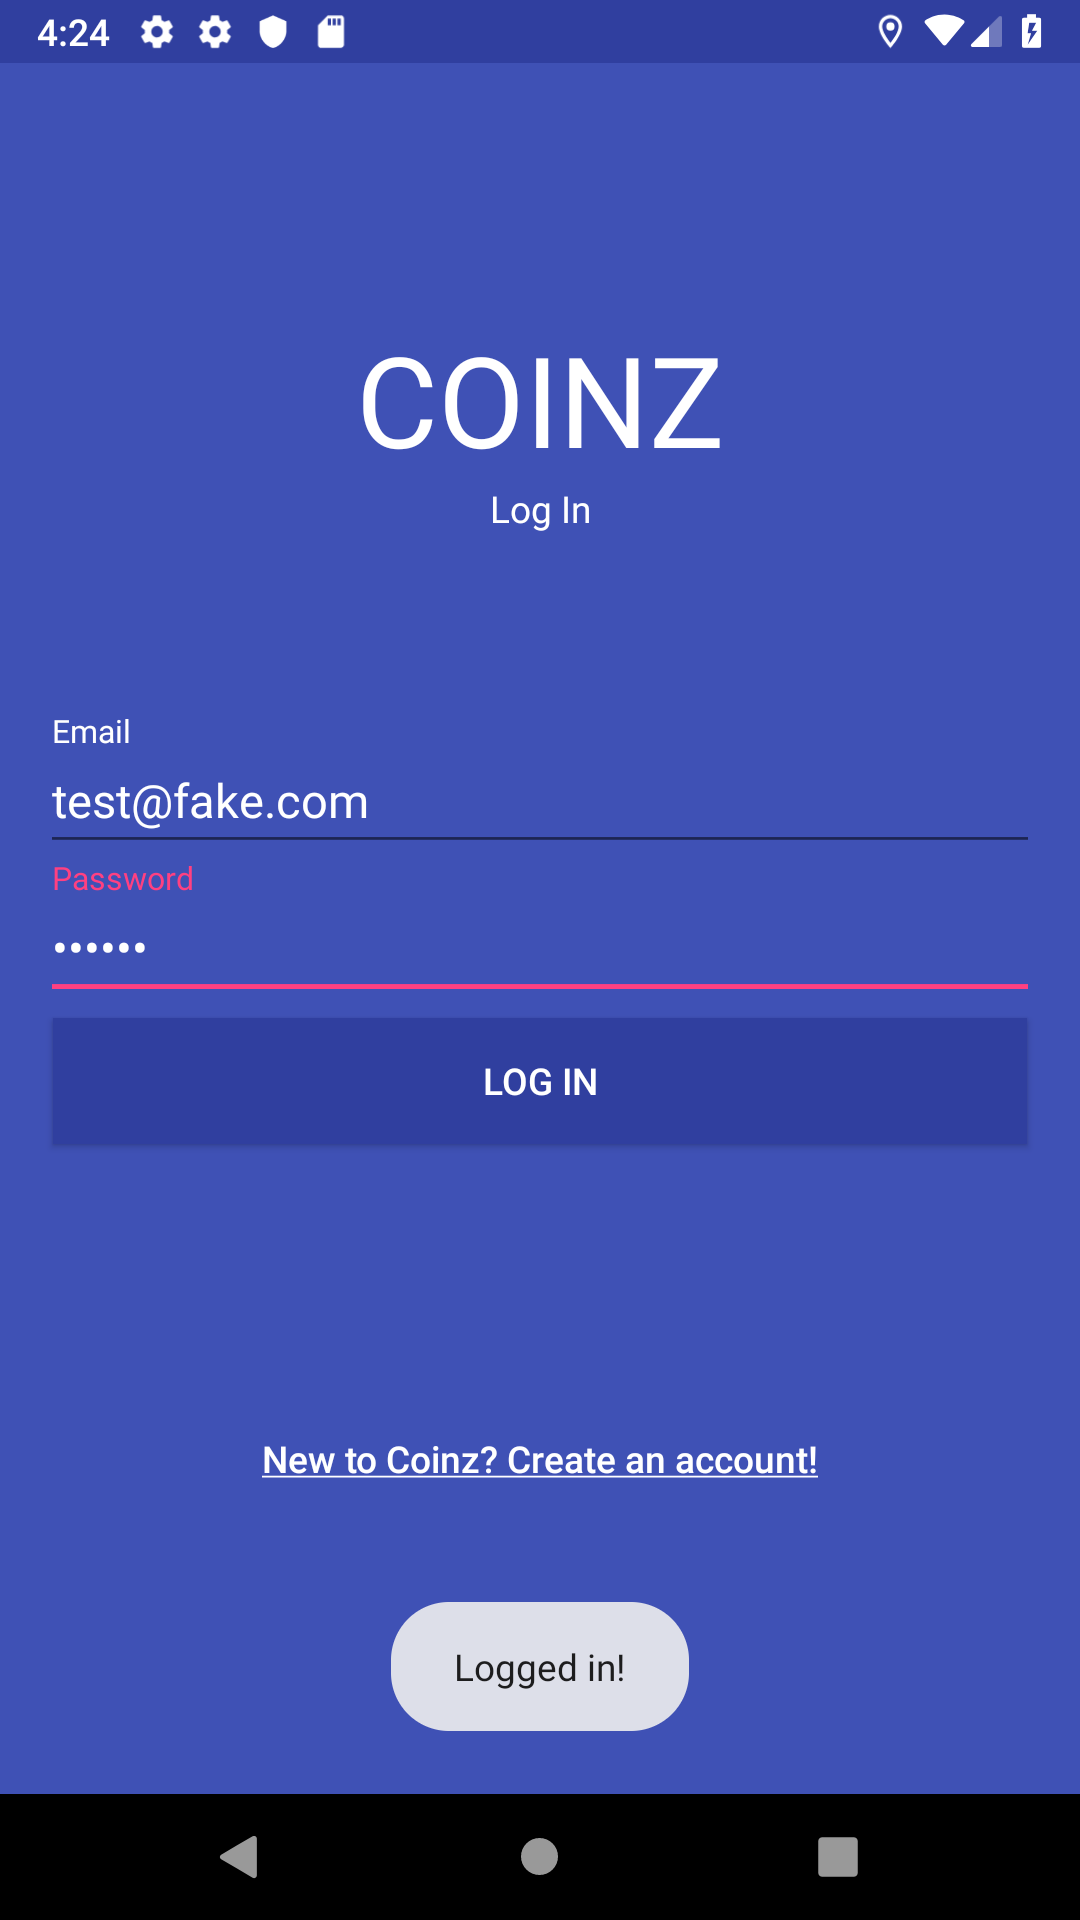 4:24
COINZ
Log In
Email
test@fake.com
Password
••••••
LOG IN
New to Coinz? Create an account!
Logged in!